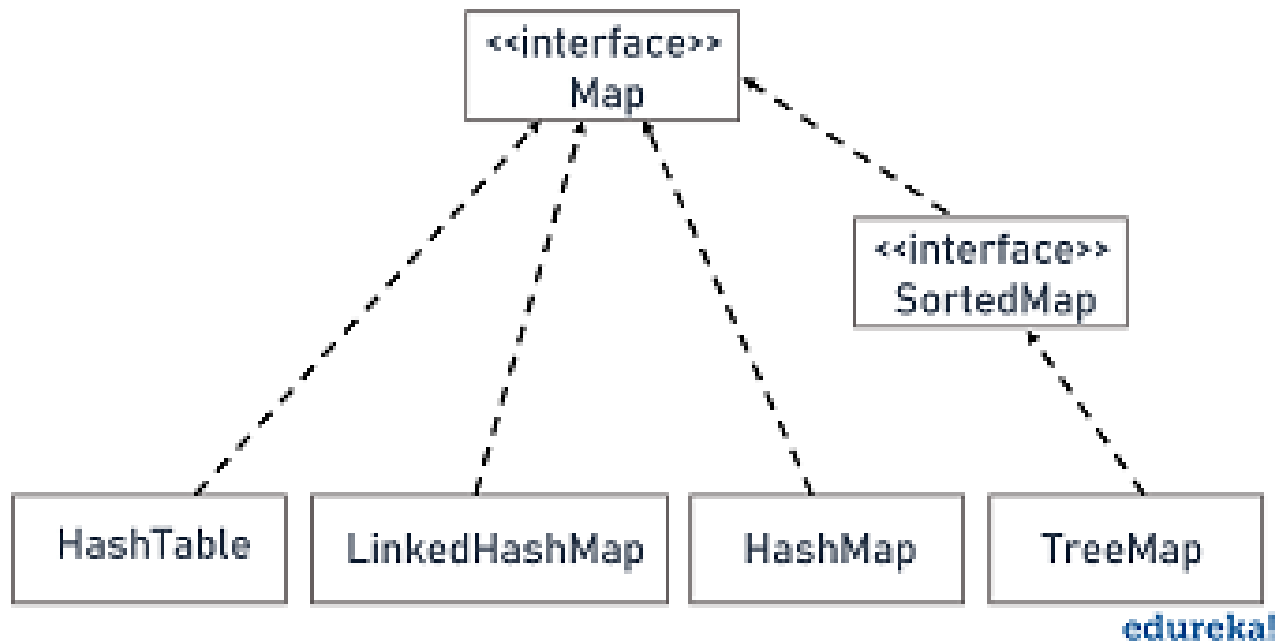 <<interface>>
Map
<<interface>>
SortedMap
HashTable
LinkedHashMap
HashMap
TreeMap
edureka!